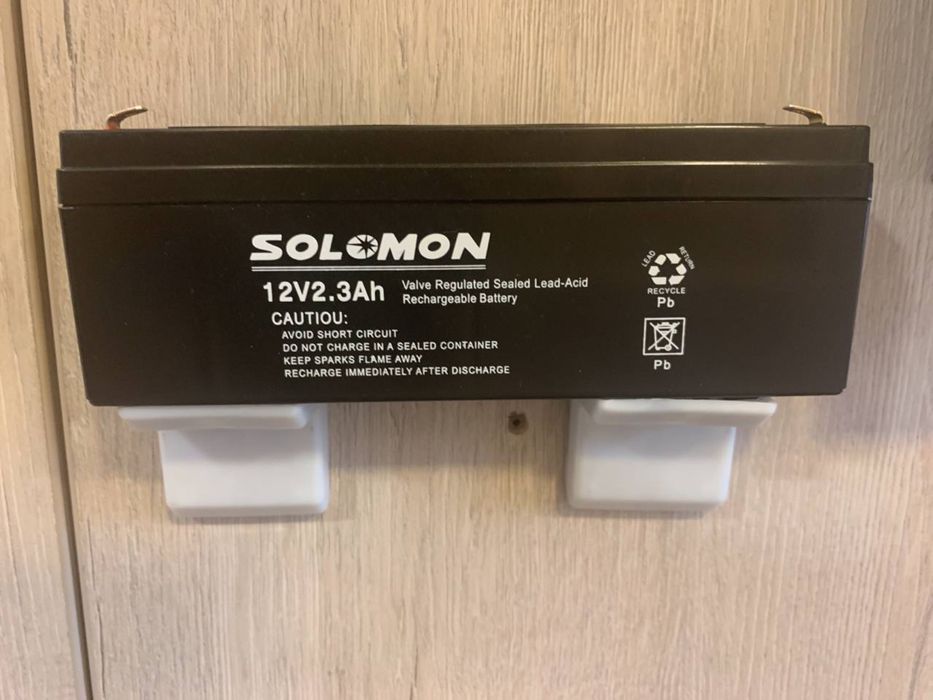 SOLOMON
12V2.3Ah
Valve Regulated Sealed Lead-Acid
Rechargeable Battery
CAUTIOU:
AVOID SHORT CIRCUIT
DO NOT CHARGE IN A SEALED CONTAINER
KEEP SPARKS FLAME AWAY
RECHARGE IMMEDIATELY AFTER DISCHARGE
LEAD RETURN
RECYCLE
Pb
Pb